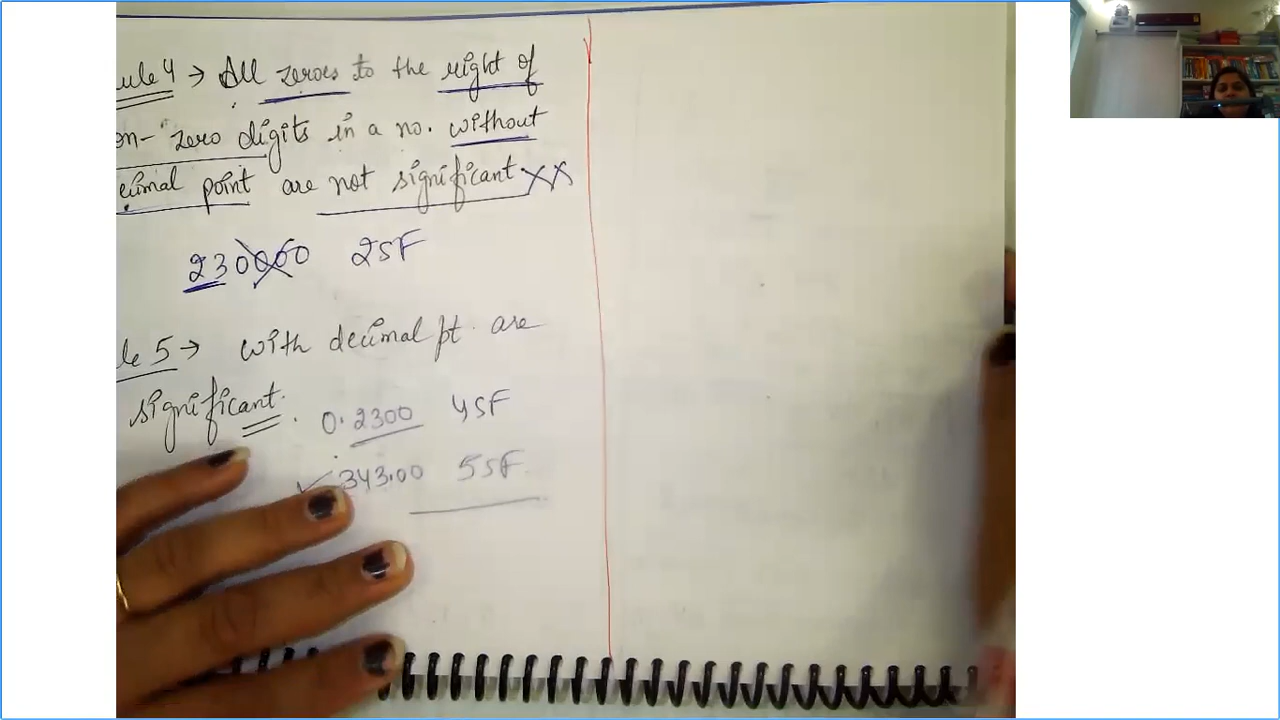 ule 4 → All zeroes to the right of
on-zero digits in a no. without
ecimal point are not significant XX
230000 2SF
le 5 → with decimal pt. are
significant.
0.2300 4SF
✓ 343.00 5SF